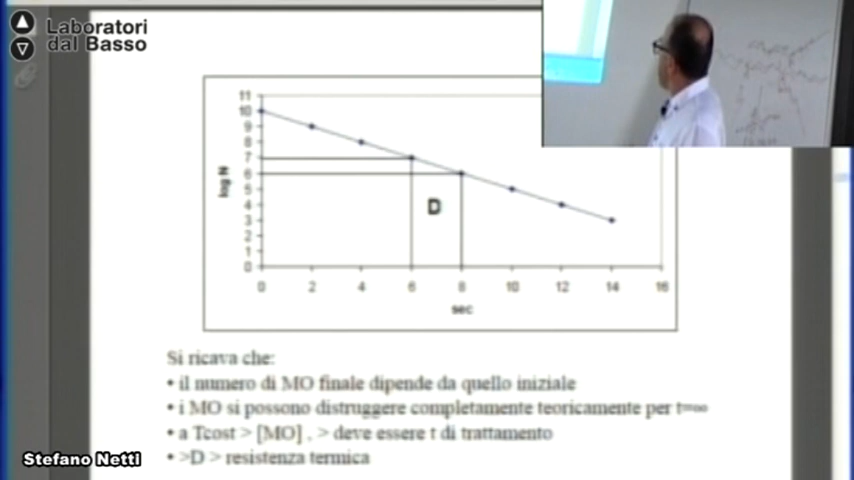 Laboratori
dal Basso
11
10
9
8
7
6
5
4
3
2
1
0
log N
D
0 2 4 6 8 10 12 14 16
sec
Si ricava che:
• il numero di MO finale dipende da quello iniziale
• i MO si possono distruggere completamente teoricamente per t=∞
• a Tcost > [MO] , > deve essere t di trattamento
• >D > resistenza termica
Stefano Netti